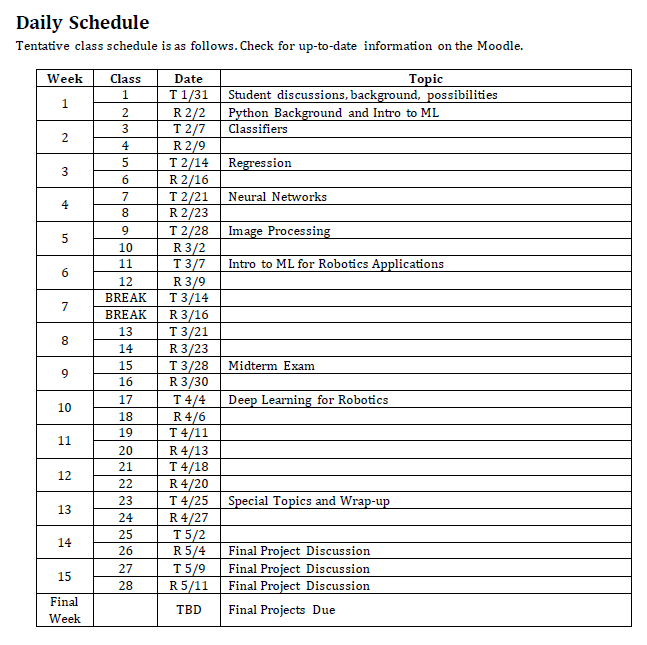 Daily Schedule
Tentative class schedule is as follows. Check for up-to-date information on the Moodle.
Week Class Date Topic
1 1 T 1/31 Student discussions, background, possibilities
2 R 2/2 Python Background and Intro to ML
2 3 T 2/7 Classifiers
4 R 2/9
3 5 T 2/14 Regression
6 R 2/16
4 7 T 2/21 Neural Networks
8 R 2/23
5 9 T 2/28 Image Processing
10 R 3/2
6 11 T 3/7 Intro to ML for Robotics Applications
12 R 3/9
7 BREAK T 3/14
BREAK R 3/16
8 13 T 3/21
14 R 3/23
9 15 T 3/28 Midterm Exam
16 R 3/30
10 17 T 4/4 Deep Learning for Robotics
18 R 4/6
11 19 T 4/11
20 R 4/13
12 21 T 4/18
22 R 4/20
13 23 T 4/25 Special Topics and Wrap-up
24 R 4/27
14 25 T 5/2
26 R 5/4 Final Project Discussion
15 27 T 5/9 Final Project Discussion
28 R 5/11 Final Project Discussion
Final Week TBD Final Projects Due